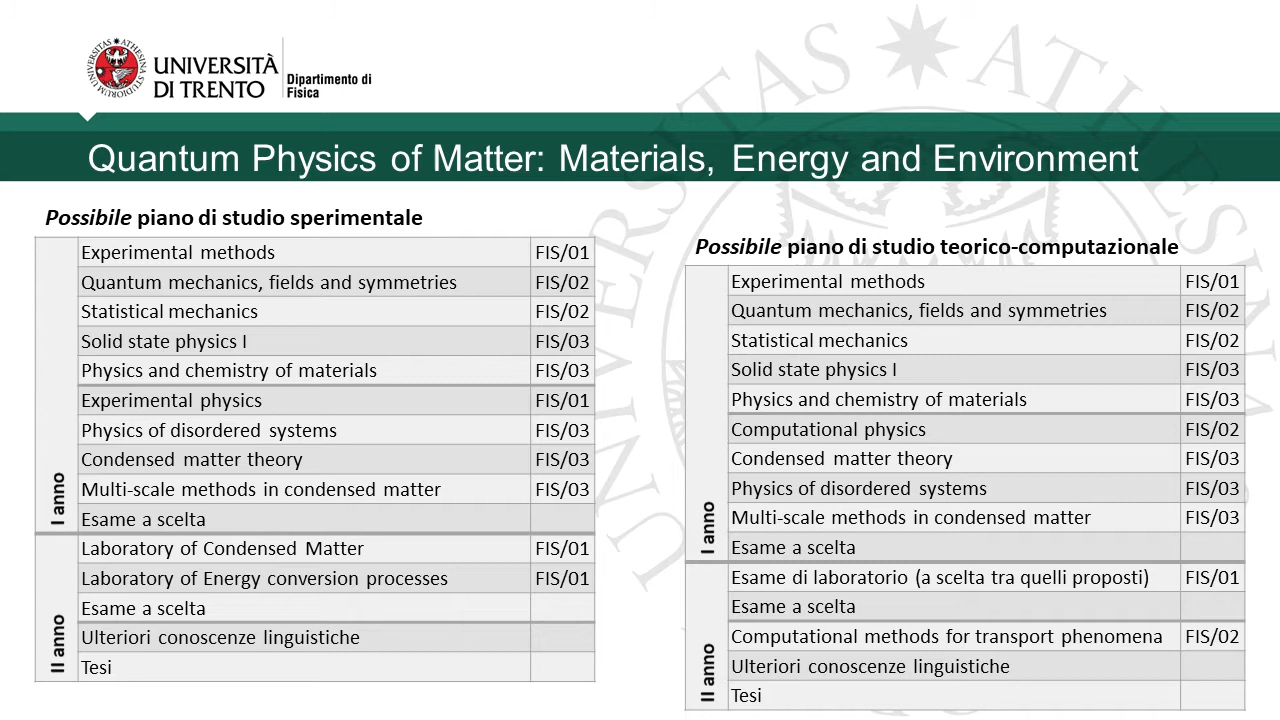 UNIVERSITÀ
DI TRENTO
Dipartimento di
Fisica
Quantum Physics of Matter: Materials, Energy and Environment
Possibile piano di studio sperimentale
I anno
Experimental methods FIS/01
Quantum mechanics, fields and symmetries FIS/02
Statistical mechanics FIS/02
Solid state physics I FIS/03
Physics and chemistry of materials FIS/03
Experimental physics FIS/01
Physics of disordered systems FIS/03
Condensed matter theory FIS/03
Multi-scale methods in condensed matter FIS/03
Esame a scelta
II anno
Laboratory of Condensed Matter FIS/01
Laboratory of Energy conversion processes FIS/01
Esame a scelta
Ulteriori conoscenze linguistiche
Tesi
Possibile piano di studio teorico-computazionale
I anno
Experimental methods FIS/01
Quantum mechanics, fields and symmetries FIS/02
Statistical mechanics FIS/02
Solid state physics I FIS/03
Physics and chemistry of materials FIS/03
Computational physics FIS/02
Condensed matter theory FIS/03
Physics of disordered systems FIS/03
Multi-scale methods in condensed matter FIS/03
Esame a scelta
II anno
Esame di laboratorio (a scelta tra quelli proposti) FIS/01
Esame a scelta
Computational methods for transport phenomena FIS/02
Ulteriori conoscenze linguistiche
Tesi